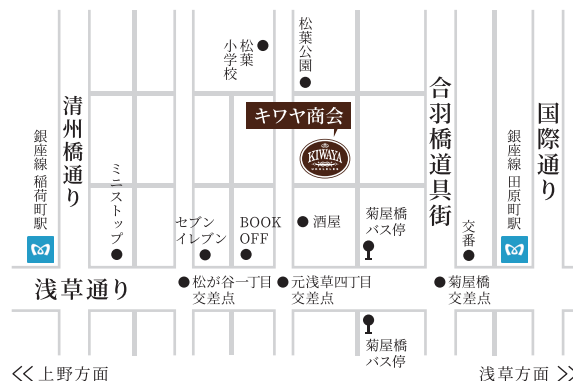 松葉
小学校
松葉公園
キワヤ商会
KIWAYA
UKULELES
清州橋通り
合羽橋道具街
国際通り
銀座線 稲荷町駅
ミニストップ
セブン
イレブン
BOOK
OFF
酒屋
菊屋橋
バス停
交番
銀座線 田原町駅
浅草通り
松が谷一丁目
交差点
元浅草四丁目
交差点
菊屋橋
交差点
菊屋橋
バス停
上野方面
浅草方面